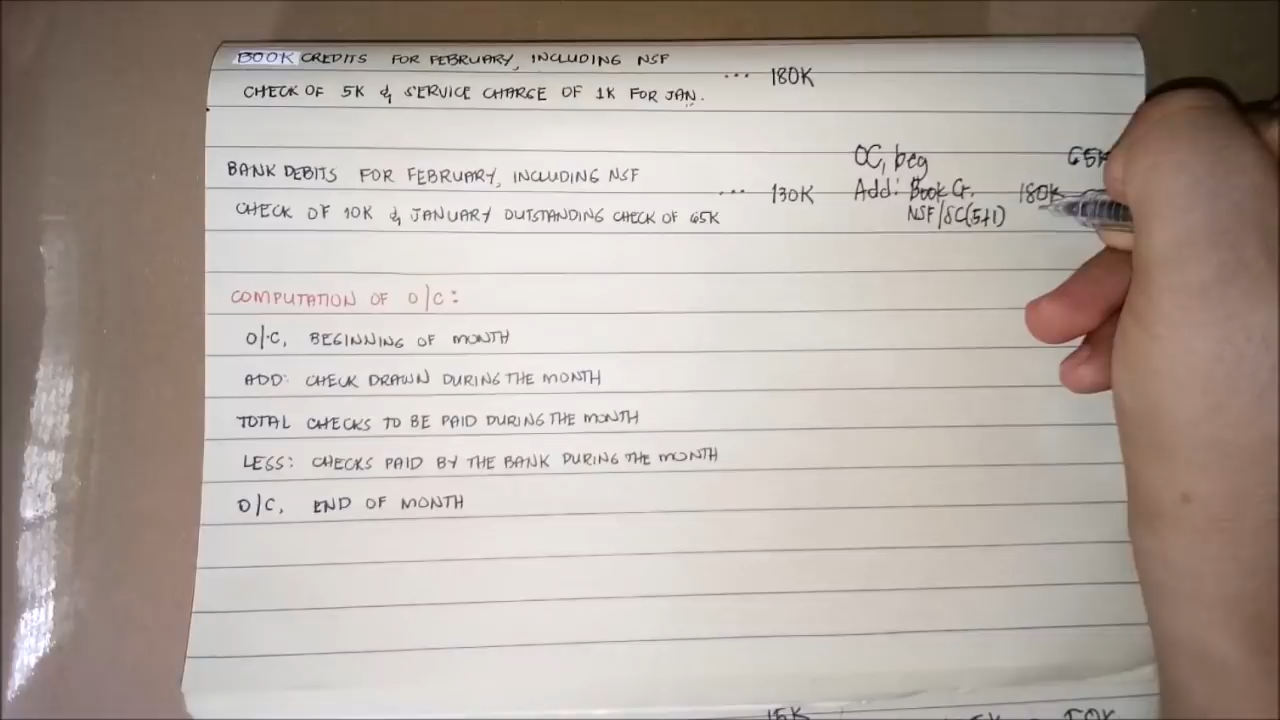 BOOK CREDITS FOR FEBRUARY, INCLUDING NSF
CHECK OF 5K & SERVICE CHARGE OF 1K FOR JAN. ... 180K
BANK DEBITS FOR FEBRUARY, INCLUDING NSF
CHECK OF 10K & JANUARY OUTSTANDING CHECK OF 65K ... 130K
OC, beg 65K
Add: Book Cr. 180K
NSF/SC(5+1)
COMPUTATION OF O/C:
O/C, BEGINNING OF MONTH
ADD: CHECK DRAWN DURING THE MONTH
TOTAL CHECKS TO BE PAID DURING THE MONTH
LESS: CHECKS PAID BY THE BANK DURING THE MONTH
O/C, END OF MONTH
15K 50K